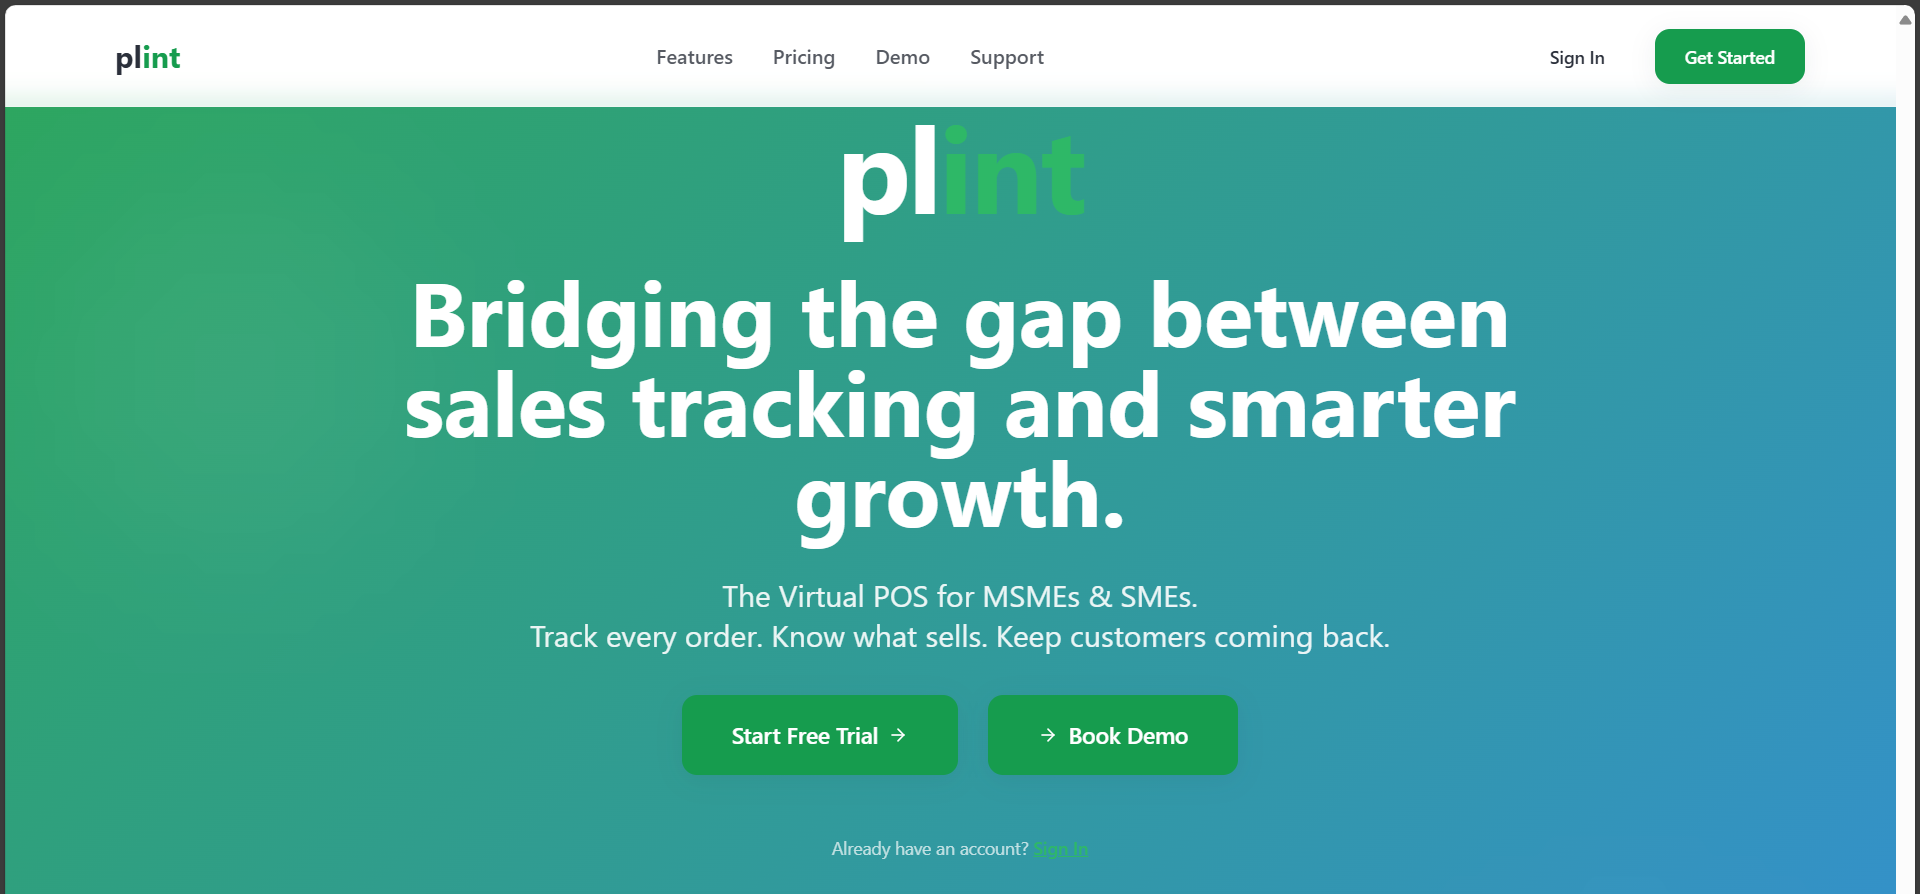 plint
Features
Pricing
Demo
Support
Sign In
Get Started
plint
Bridging the gap between
sales tracking and smarter
growth.
The Virtual POS for MSMEs & SMEs.
Track every order. Know what sells. Keep customers coming back.
Start Free Trial →
→ Book Demo
Already have an account? Sign In